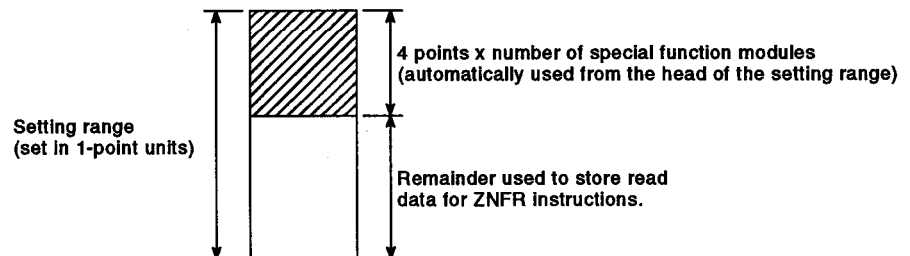 4 points x number of special function modules
(automatically used from the head of the setting range)
Setting range
(set in 1-point units)
Remainder used to store read
data for ZNFR instructions.